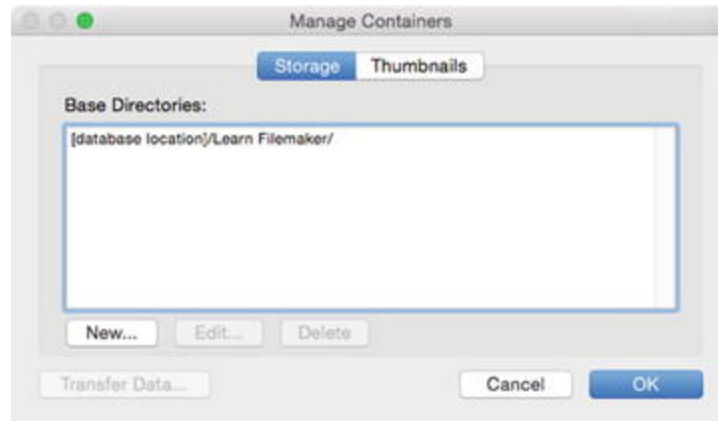 Manage Containers
Storage Thumbnails
Base Directories:
[database location]/Learn Filemaker/
New... Edit... Delete
Transfer Data... Cancel OK